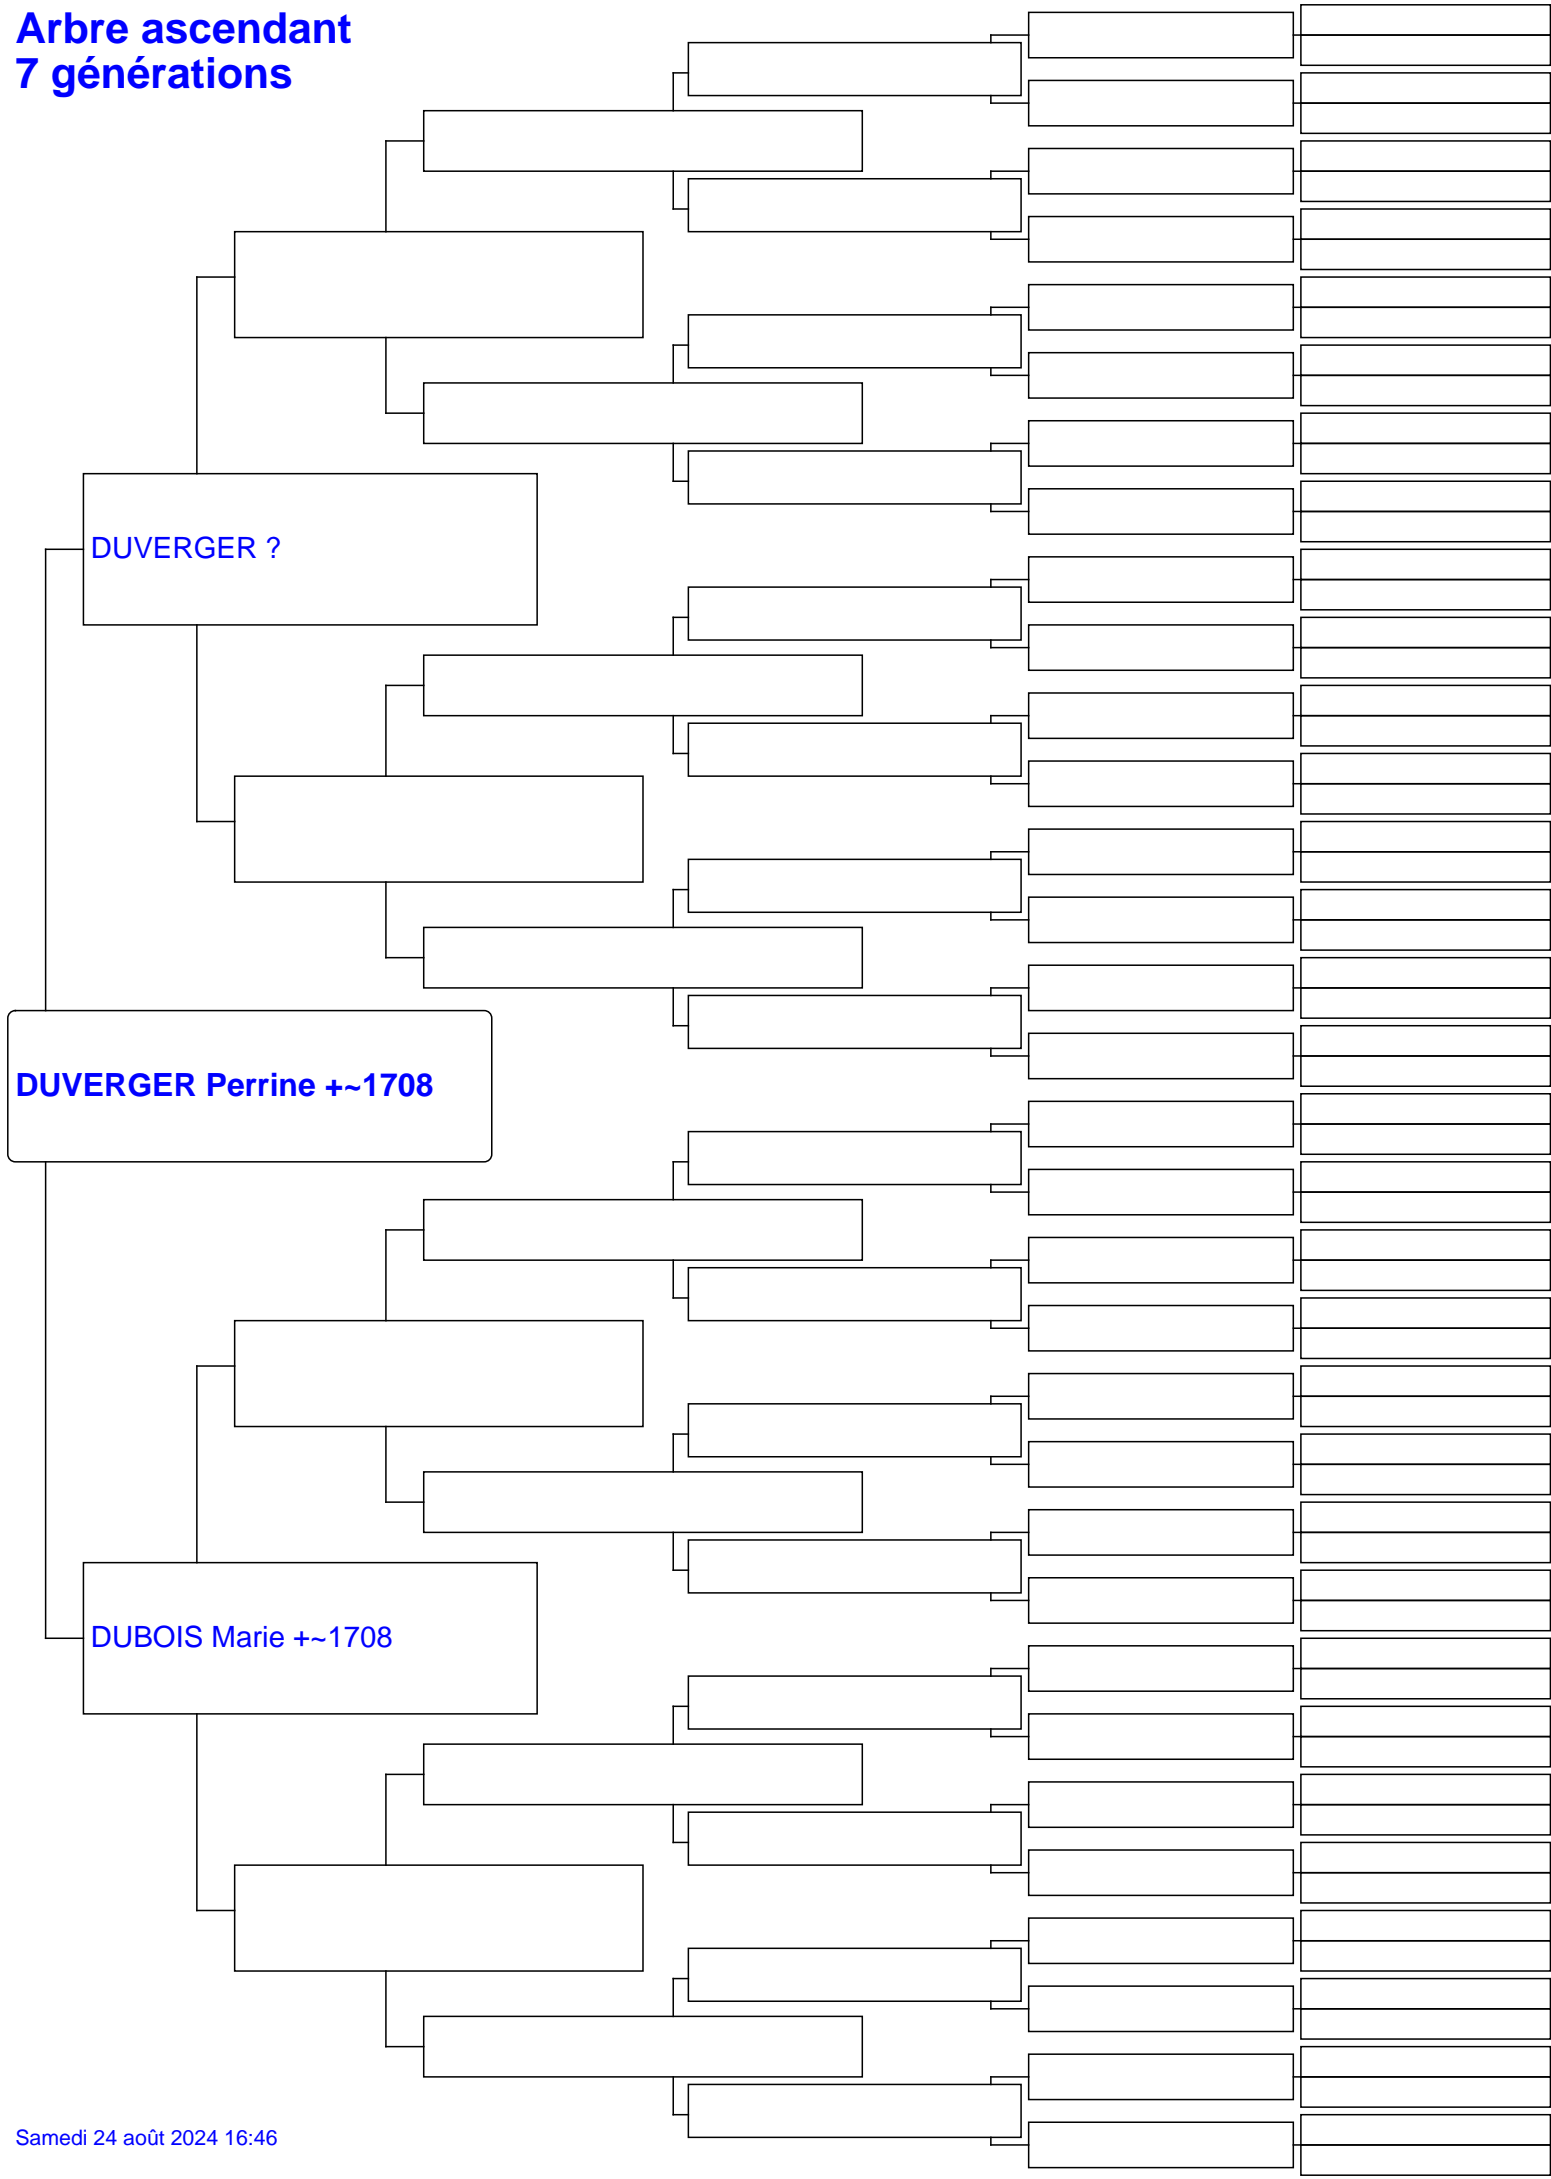 Arbre ascendant
7 générations
DUVERGER ?
DUVERGER Perrine +~1708
DUBOIS Marie +~1708
Samedi 24 août 2024 16:46